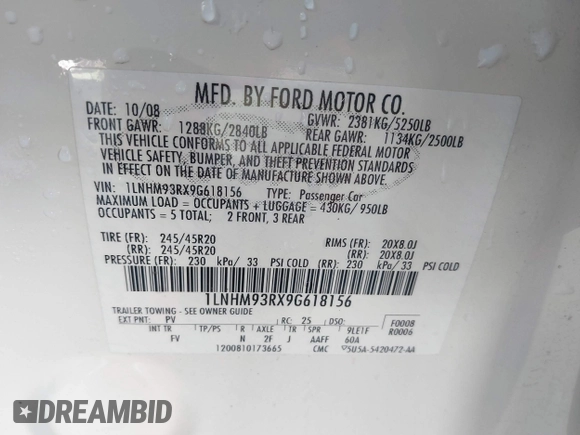 MFD. BY FORD MOTOR CO.
DATE: 10/08 GVWR: 2381KG/5250LB
FRONT GAWR: 1288KG/2840LB REAR GAWR: 1134KG/2500LB
THIS VEHICLE CONFORMS TO ALL APPLICABLE FEDERAL MOTOR
VEHICLE SAFETY, BUMPER, AND THEFT PREVENTION STANDARDS
IN EFFECT ON THE DATE OF MANUFACTURE SHOWN ABOVE.
VIN: 1LNHM93RX9G618156 TYPE: Passenger Car
MAXIMUM LOAD = OCCUPANTS + LUGGAGE = 430KG/ 950LB
OCCUPANTS = 5 TOTAL; 2 FRONT, 3 REAR
TIRE (FR): 245/45R20 RIMS (FR): 20X8.0J
(RR): 245/45R20 (RR): 20X8.0J
PRESSURE (FR): 230 kPa/ 33 PSI COLD (RR): 230 kPa/ 33 PSI COLD
1LNHM93RX9G618156
TRAILER TOWING - SEE OWNER GUIDE
EXT PNT: PV RC: 25 DSO: F0008
R0006
INT TR TP/PS R AXLE TR SPR 9LE1F
FV N 2F J AAFF 60A
1200810173665 CMC 5U5A-5420472-AA
DREAMBID